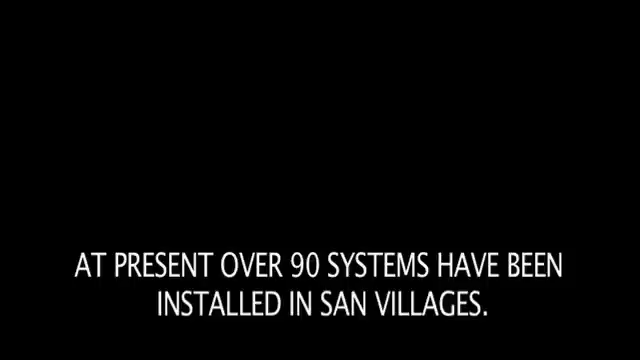 AT PRESENT OVER 90 SYSTEMS HAVE BEEN
INSTALLED IN SAN VILLAGES.